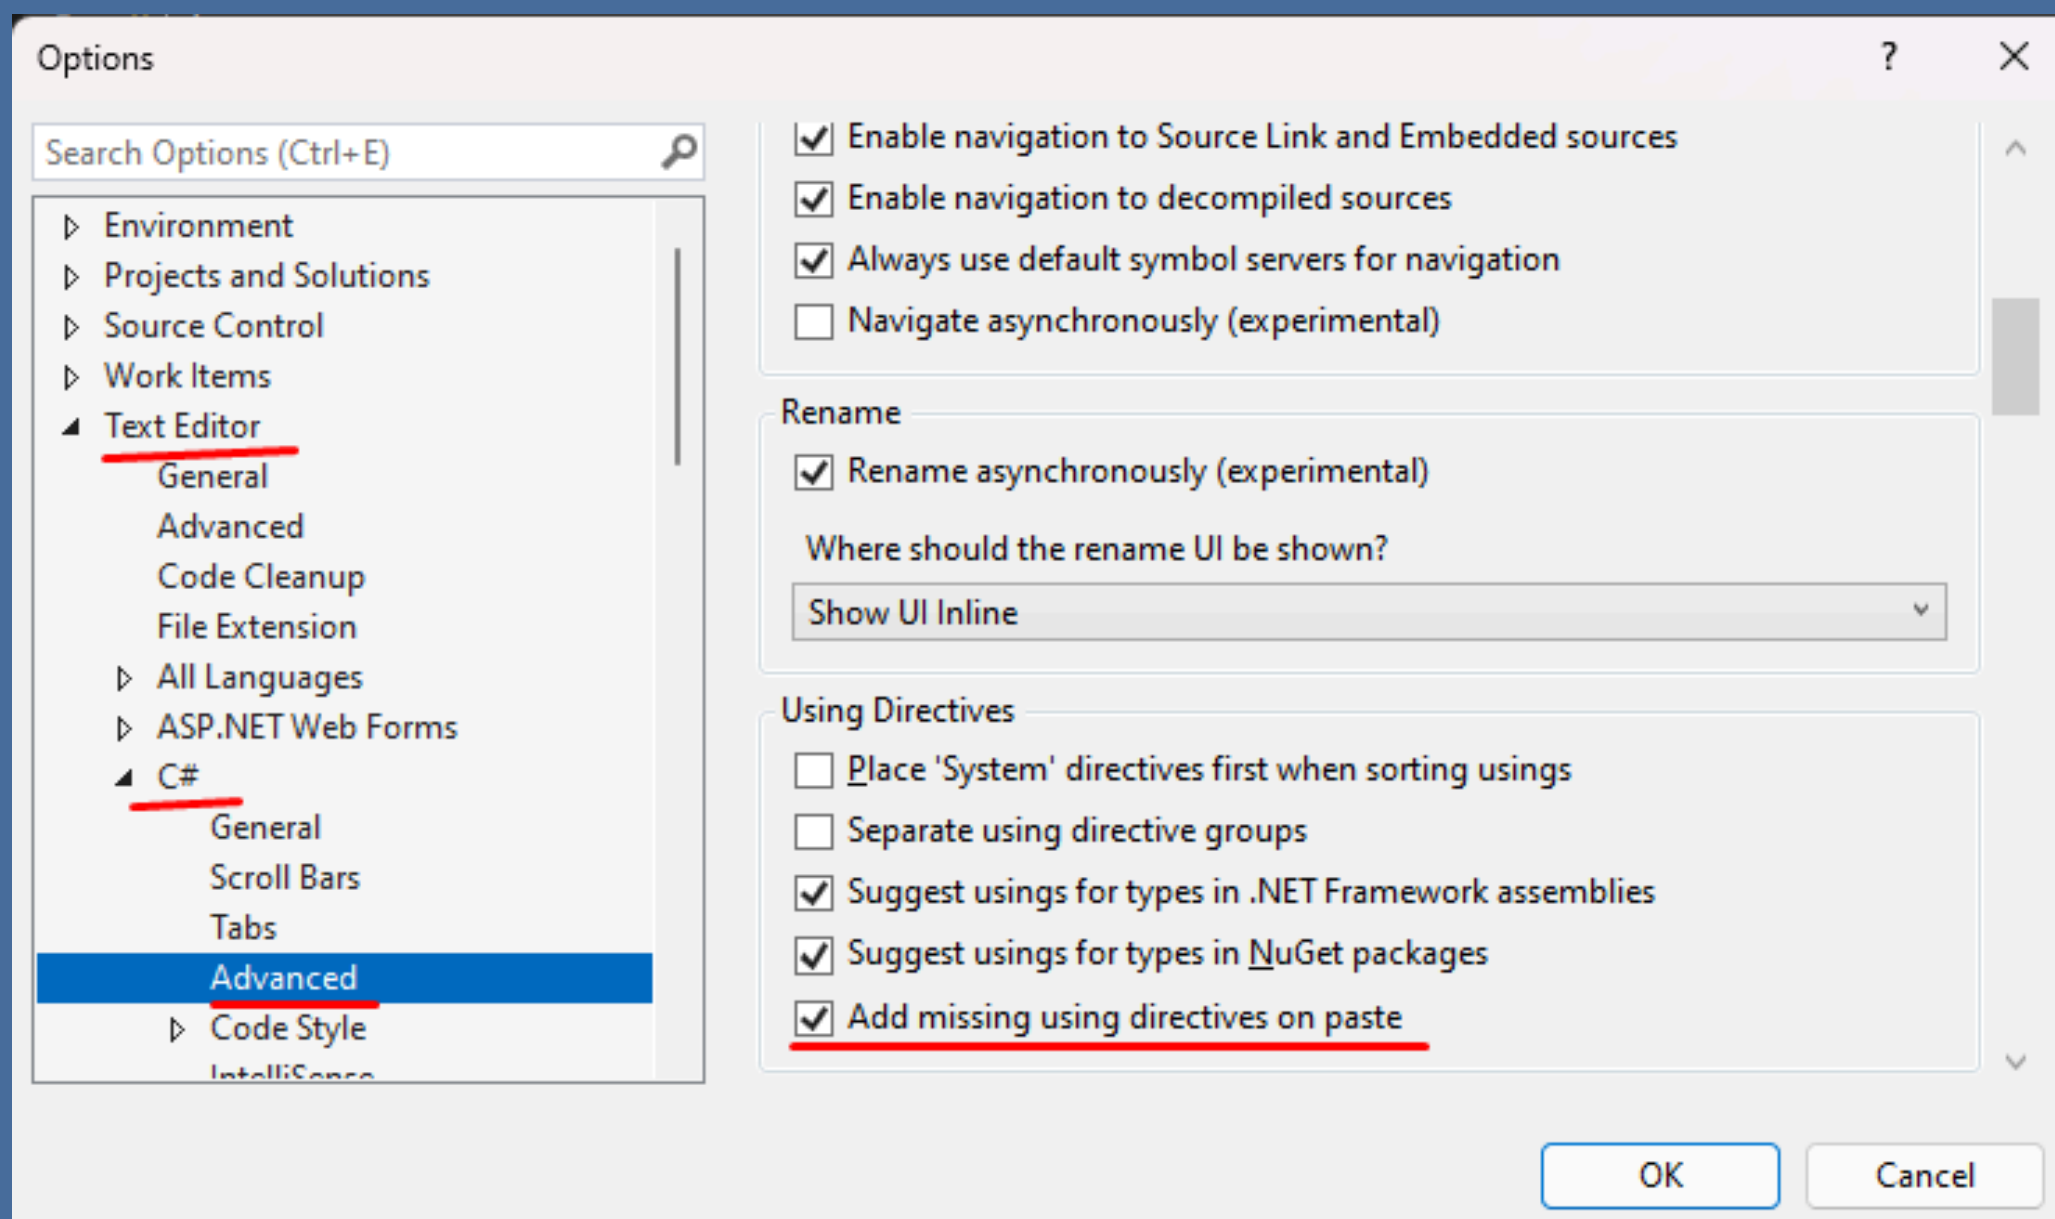 Options
?
Search Options (Ctrl+E)
Environment
Projects and Solutions
Source Control
Work Items
Text Editor
General
Advanced
Code Cleanup
File Extension
All Languages
ASP.NET Web Forms
C#
General
Scroll Bars
Tabs
Advanced
Code Style
IntelliSense
Enable navigation to Source Link and Embedded sources
Enable navigation to decompiled sources
Always use default symbol servers for navigation
Navigate asynchronously (experimental)
Rename
Rename asynchronously (experimental)
Where should the rename UI be shown?
Show UI Inline
Using Directives
Place 'System' directives first when sorting usings
Separate using directive groups
Suggest usings for types in .NET Framework assemblies
Suggest usings for types in NuGet packages
Add missing using directives on paste
OK
Cancel